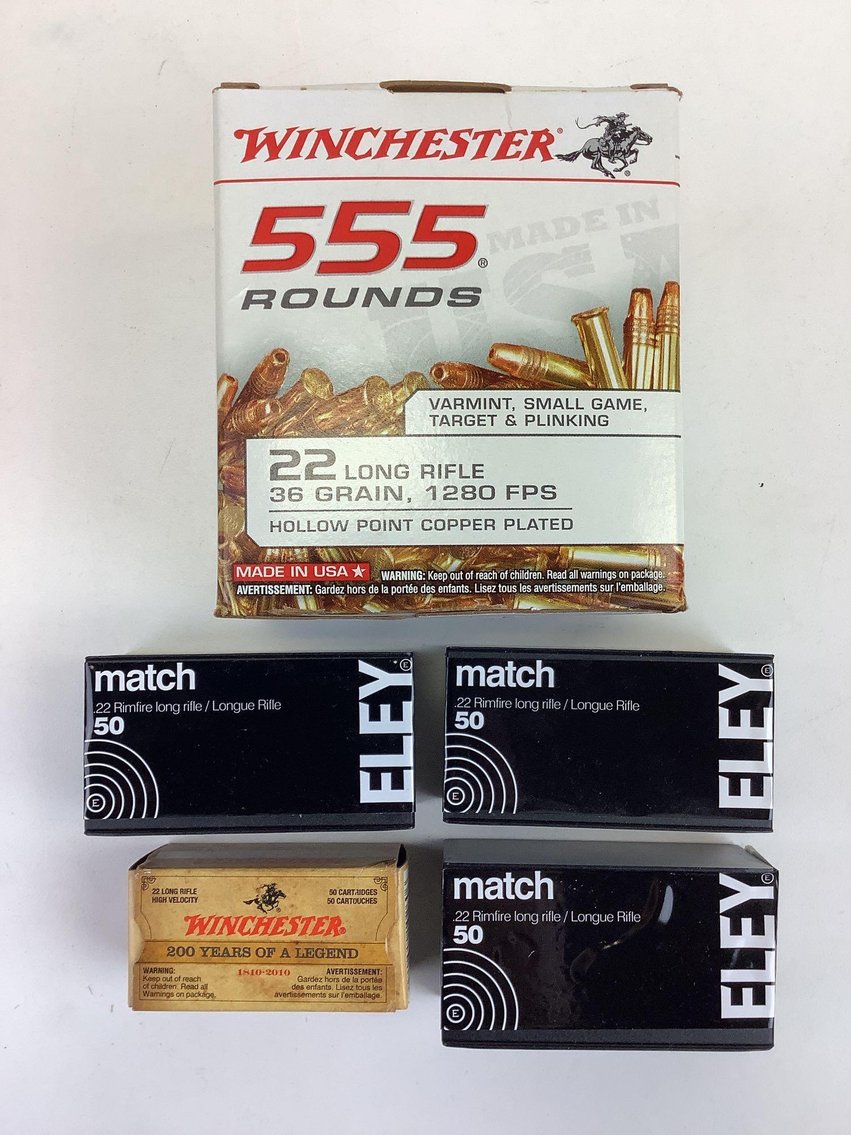 WINCHESTER®
®
555®
MADE IN
USA
ROUNDS
VARMINT, SMALL GAME,
TARGET & PLINKING
22 LONG RIFLE
36 GRAIN, 1280 FPS
HOLLOW POINT COPPER PLATED
MADE IN USA★
WARNING: Keep out of reach of children. Read all warnings on package.
AVERTISSEMENT: Gardez hors de la portée des enfants. Lisez tous les avertissements sur l'emballage.
match
.22 Rimfire long rifle / Longue Rifle
50
E
ELEY
E
match
.22 Rimfire long rifle / Longue Rifle
50
E
ELEY
E
22 LONG RIFLE
HIGH VELOCITY
50 CARTRIDGES
50 CARTOUCHES
WINCHESTER®
200 YEARS OF A LEGEND
1810-2010
WARNING:
Keep out of reach
of children. Read all
Warnings on package.
AVERTISSEMENT:
Gardez hors de la portée
des enfants. Lisez tous les
avertissements sur l'emballage.
match
.22 Rimfire long rifle / Longue Rifle
50
E
ELEY
E